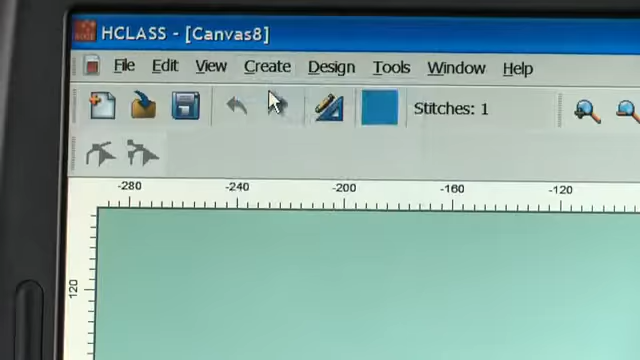 HCLASS - [Canvas8]
File Edit View Create Design Tools Window Help
Stitches: 1
-280 -240 -200 -160 -120
120